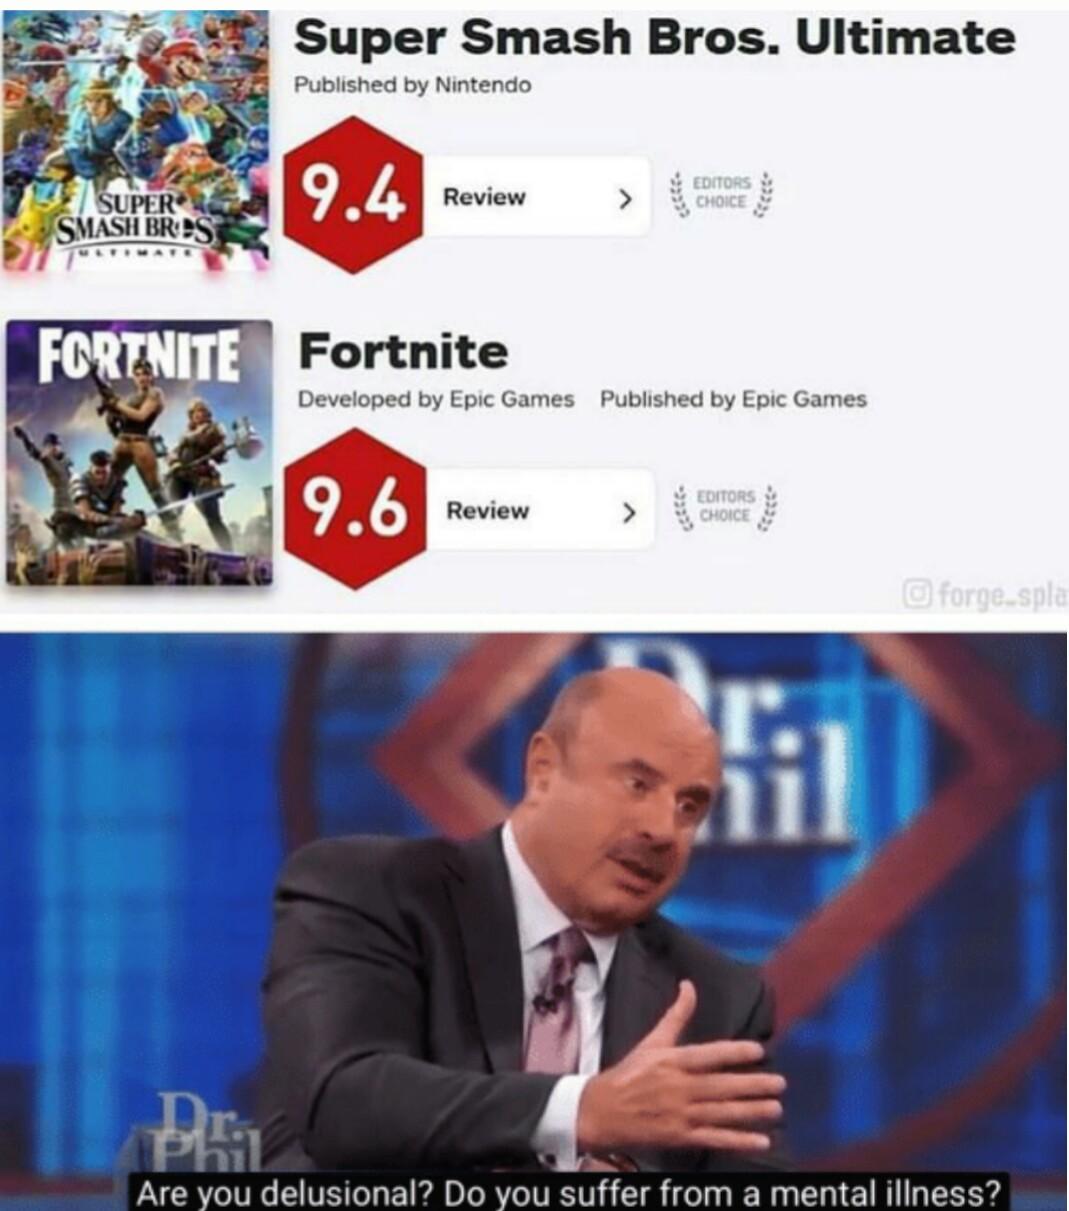 Super Smash Bros. Ultimate
Published by Nintendo
SUPER
SMASH BROS
ULTIMATE
9.4
Review
EDITORS
CHOICE
FORTNITE
Fortnite
Developed by Epic Games Published by Epic Games
9.6
Review
EDITORS
CHOICE
forge_spla
Dr.
Phil
Dr.
Phil
Are you delusional? Do you suffer from a mental illness?